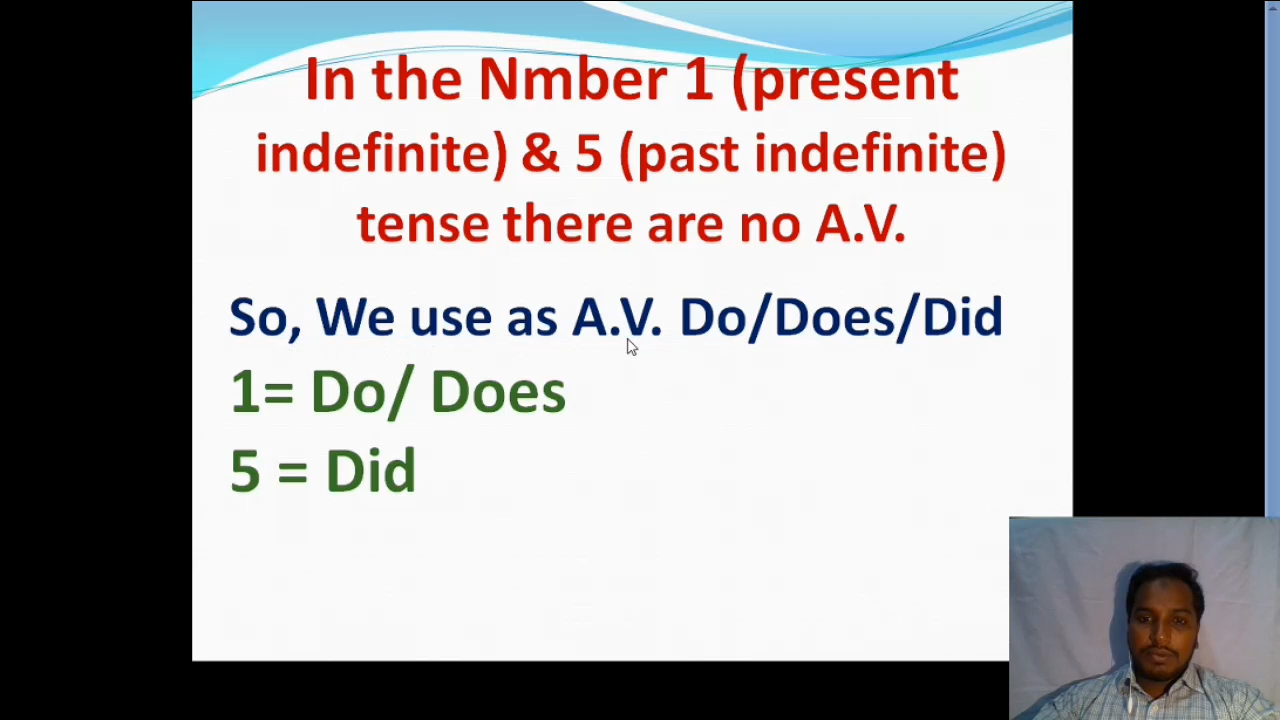 In the Nmber 1 (present
indefinite) & 5 (past indefinite)
tense there are no A.V.
So, We use as A.V. Do/Does/Did
1= Do/ Does
5 = Did